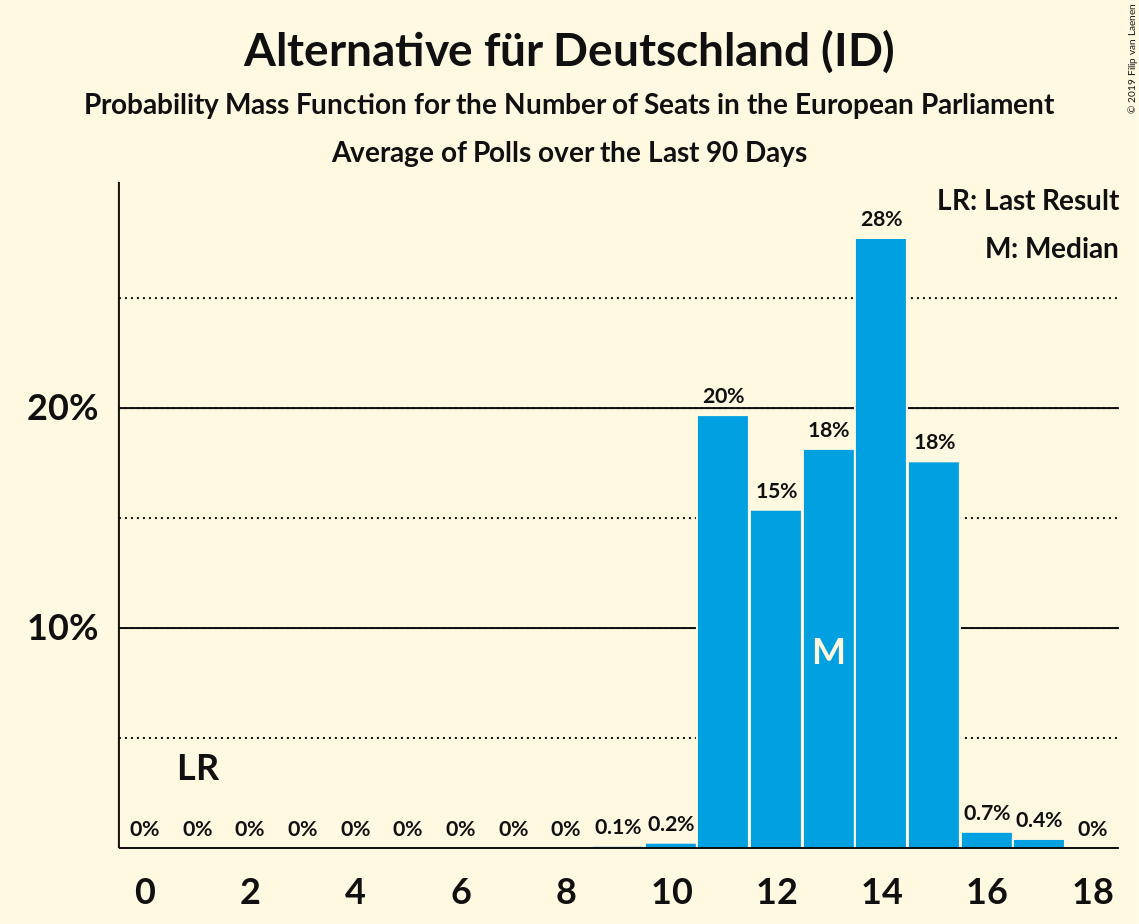 Alternative für Deutschland (ID)
Probability Mass Function for the Number of Seats in the European Parliament
Average of Polls over the Last 90 Days
© 2019 Filip van Laenen
LR: Last Result
M: Median
28%
20%
20%
18%
18%
15%
10%
M
LR
0% 0% 0% 0% 0% 0% 0% 0% 0% 0.1% 0.2% 0.7% 0.4% 0%
0 2 4 6 8 10 12 14 16 18